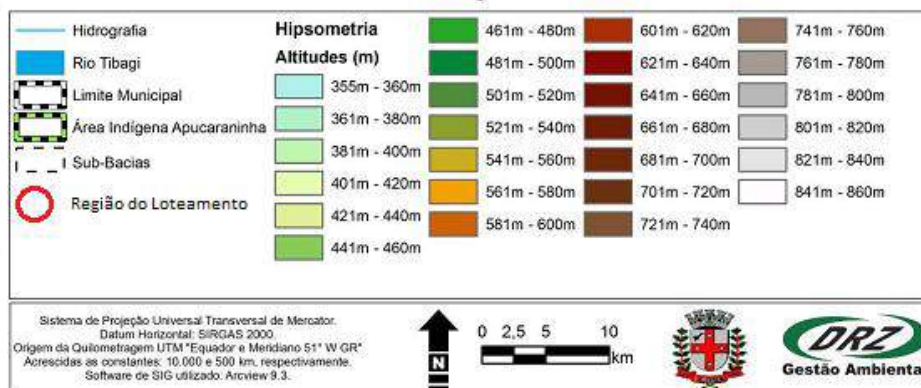 Hidrografia
Rio Tibagi
Limite Municipal
Área Indígena Apucaraninha
Sub-Bacias
Região do Loteamento
Hipsometria
Altitudes (m)
355m - 360m
361m - 380m
381m - 400m
401m - 420m
421m - 440m
441m - 460m
461m - 480m
481m - 500m
501m - 520m
521m - 540m
541m - 560m
561m - 580m
581m - 600m
601m - 620m
621m - 640m
641m - 660m
661m - 680m
681m - 700m
701m - 720m
721m - 740m
741m - 760m
761m - 780m
781m - 800m
801m - 820m
821m - 840m
841m - 860m
Sistema de Projeção Universal Transversal de Mercator.
Datum Horizontal: SIRGAS 2000.
Origem da Quilometragem UTM "Equador e Meridiano 51° W GR"
Acrescidas as constantes: 10.000 e 500 km, respectivamente.
Software de SIG utilizado: Arcview 9.3.
N
0 2,5 5 10
km
DRZ
Gestão Ambiental